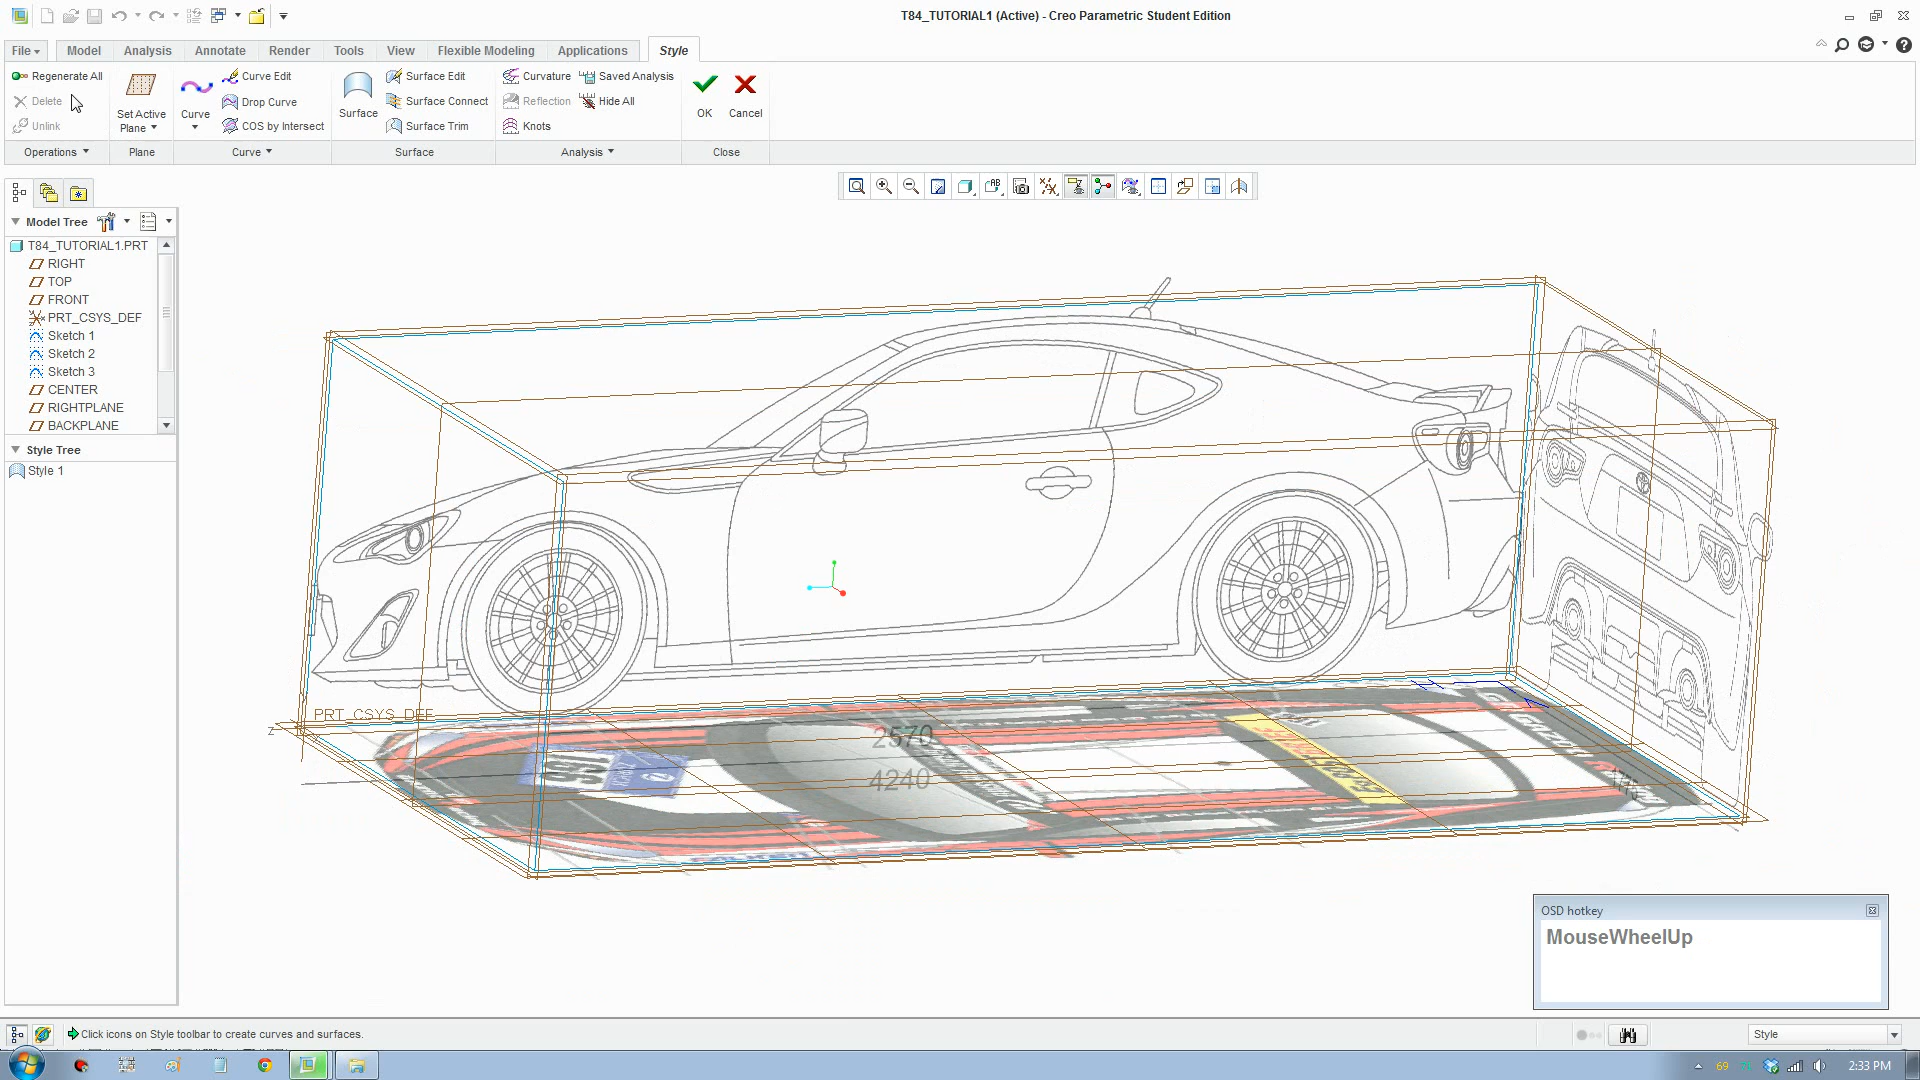 T84_TUTORIAL1 (Active) - Creo Parametric Student Edition
File
Model
Analysis
Annotate
Render
Tools
View
Flexible Modeling
Applications
Style
Regenerate All
Delete
Unlink
Set Active
Plane
Curve
Curve Edit
Drop Curve
COS by Intersect
Surface
Surface Edit
Surface Connect
Surface Trim
Curvature
Reflection
Knots
Saved Analysis
Hide All
OK
Cancel
Operations
Plane
Curve
Surface
Analysis
Close
Model Tree
T84_TUTORIAL1.PRT
RIGHT
TOP
FRONT
PRT_CSYS_DEF
Sketch 1
Sketch 2
Sketch 3
CENTER
RIGHTPLANE
BACKPLANE
Style Tree
Style 1
PRT_CSYS_DEF
Z
2570
4240
OSD hotkey
MouseWheelUp
Click icons on Style toolbar to create curves and surfaces.
Style
69
2:33 PM